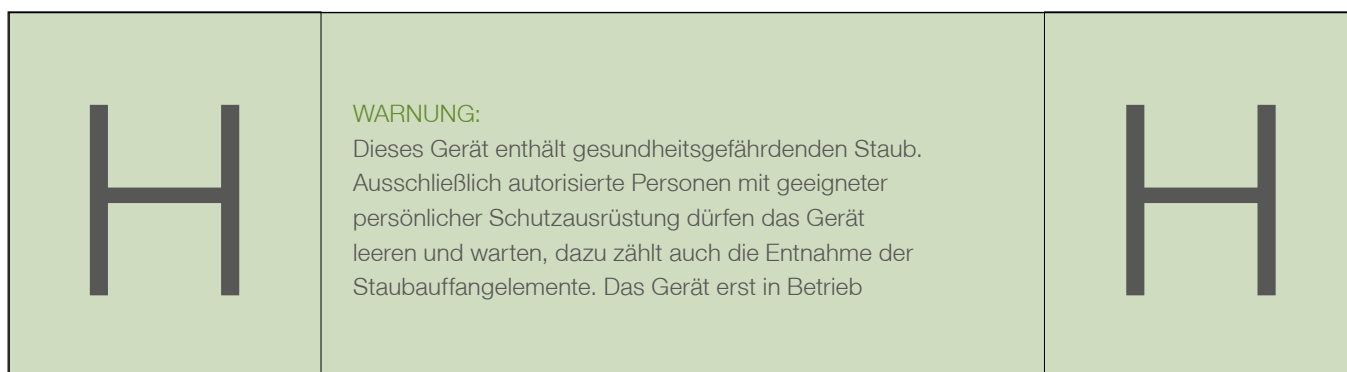 H
WARNUNG:
Dieses Gerät enthält gesundheitsgefährdenden Staub.
Ausschließlich autorisierte Personen mit geeigneter
persönlicher Schutzausrüstung dürfen das Gerät
leeren und warten, dazu zählt auch die Entnahme der
Staubauffangelemente. Das Gerät erst in Betrieb
H